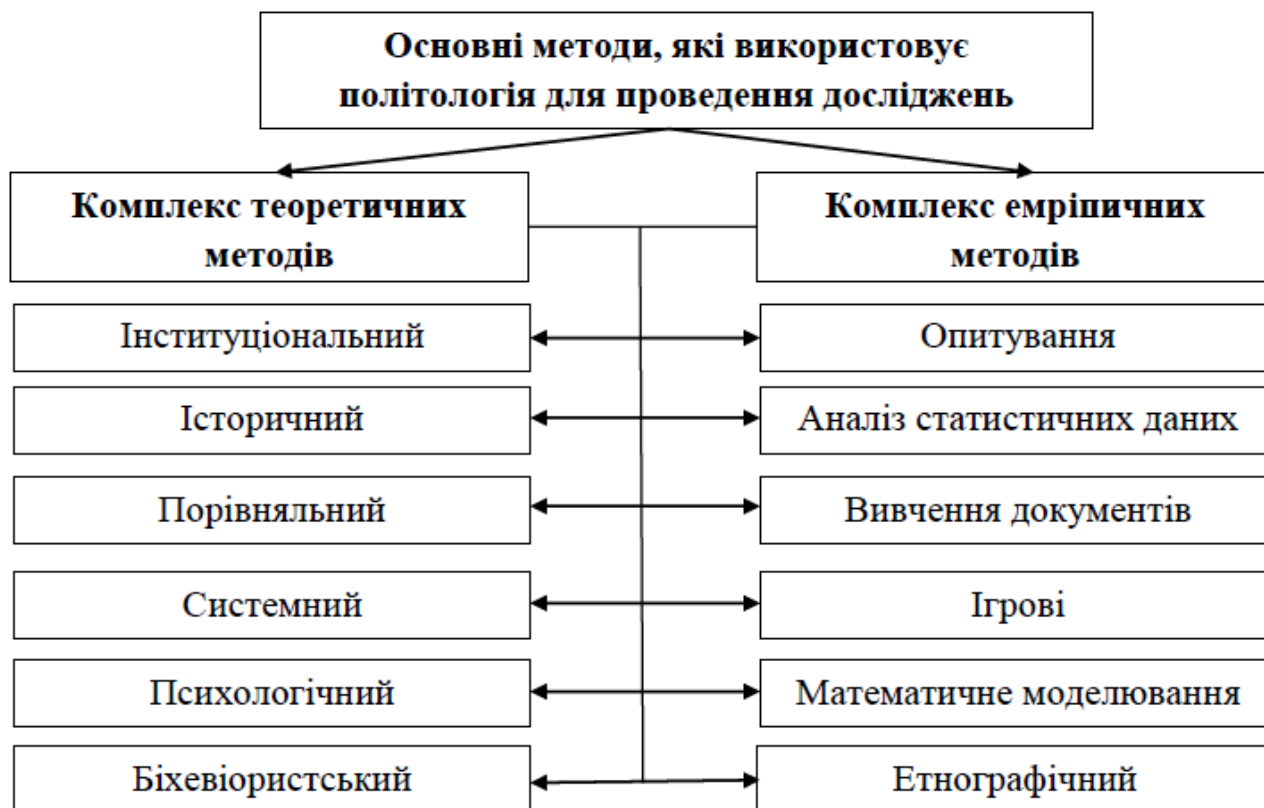 Основні методи, які використовує
політологія для проведення досліджень
Комплекс теоретичних
методів
Комплекс емріпичних
методів
Інституціональний
Опитування
Історичний
Аналіз статистичних даних
Порівняльний
Вивчення документів
Системний
Ігрові
Психологічний
Математичне моделювання
Біхевіористський
Етнографічний